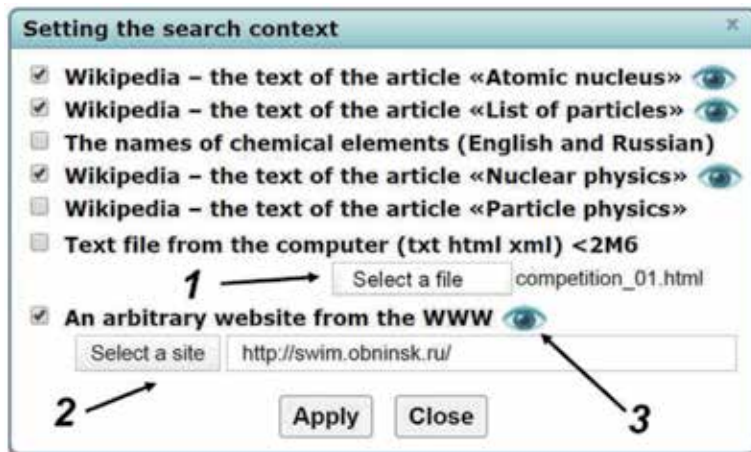 Setting the search context ×
Wikipedia – the text of the article «Atomic nucleus»
Wikipedia – the text of the article «List of particles»
The names of chemical elements (English and Russian)
Wikipedia – the text of the article «Nuclear physics»
Wikipedia – the text of the article «Particle physics»
Text file from the computer (txt html xml) <2M6
1 Select a file competition_01.html
An arbitrary website from the WWW
Select a site http://swim.obninsk.ru/
2 Apply Close 3